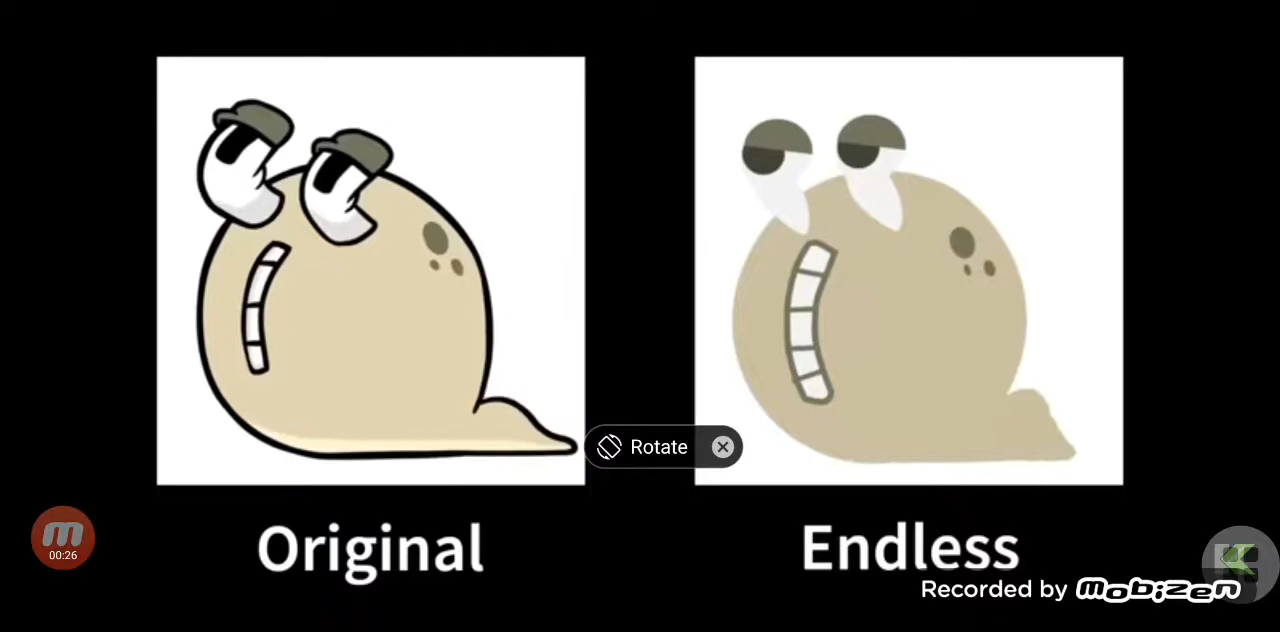 Rotate
00:26
Original
Endless
Recorded by Mobizen